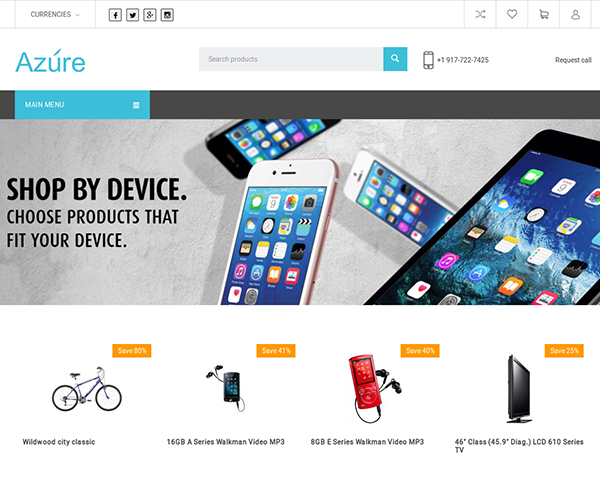 CURRENCIES
Azúre
Search products
+1 917-722-7425
Request call
MAIN MENU
SHOP BY DEVICE.
CHOOSE PRODUCTS THAT
FIT YOUR DEVICE.
Save 80%
Save 41%
Save 40%
Save 25%
Wildwood city classic
16GB A Series Walkman Video MP3
8GB E Series Walkman Video MP3
46" Class (45.9" Diag.) LCD 610 Series
TV